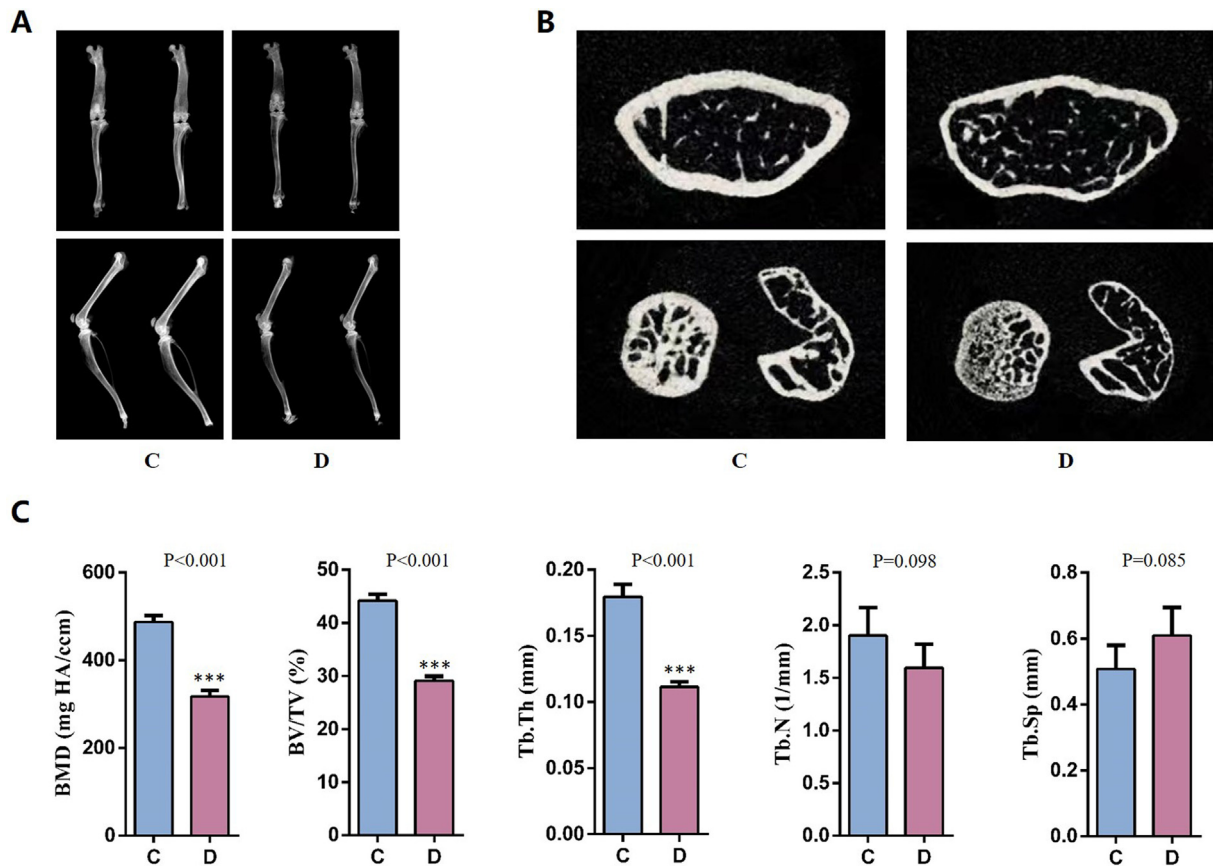 A
B
C
D
C
D
C
P<0.001
P<0.001
P<0.001
P=0.098
P=0.085
BMD (mg HA/ccm)
600
400
200
0
***
C
D
BV/TV (%)
50
40
30
20
10
0
***
C
D
Tb.Th (mm)
0.20
0.15
0.10
0.05
0.00
***
C
D
Tb.N (1/mm)
2.5
2.0
1.5
1.0
0.5
0.0
C
D
Tb.Sp (mm)
0.8
0.6
0.4
0.2
0.0
C
D